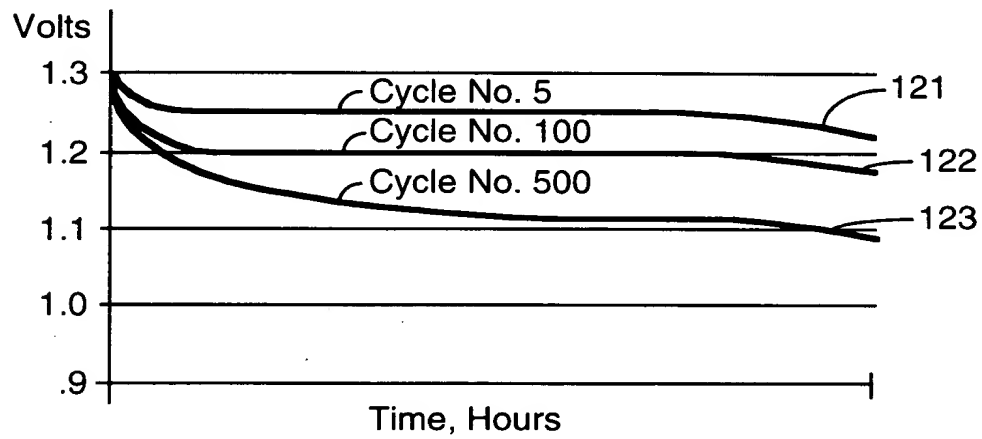 Volts
1.3
Cycle No. 5
121
Cycle No. 100
1.2
122
Cycle No. 500
1.1
123
1.0
.9
Time, Hours